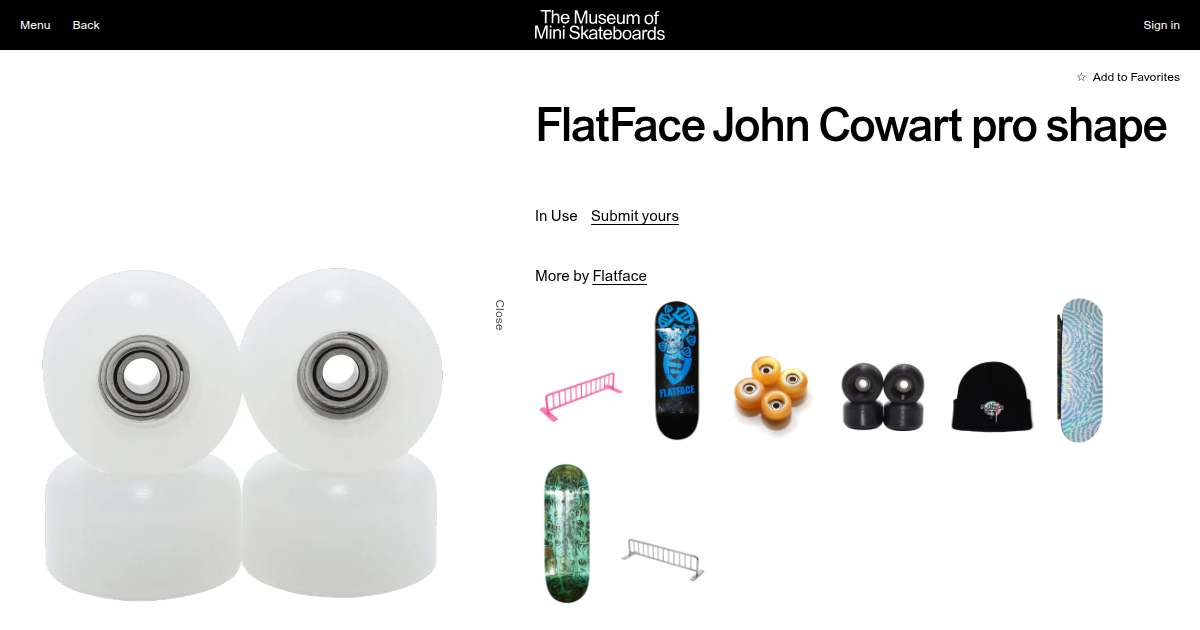 Menu Back
The Museum of
Mini Skateboards
Sign in
☆ Add to Favorites
FlatFace John Cowart pro shape
In Use Submit yours
More by Flatface
Close
FLATFACE